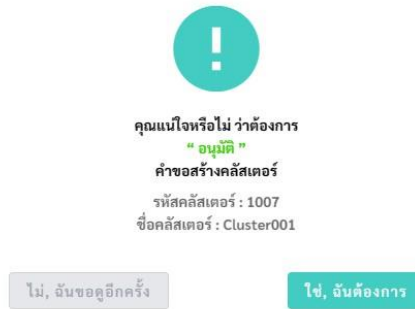 !
คุณแน่ใจหรือไม่ ว่าต้องการ
“ อนุมัติ ”
คำขอสร้างคลัสเตอร์
รหัสคลัสเตอร์ : 1007
ชื่อคลัสเตอร์ : Cluster001
ไม่, ฉันขอดูอีกครั้ง ใช่, ฉันต้องการ